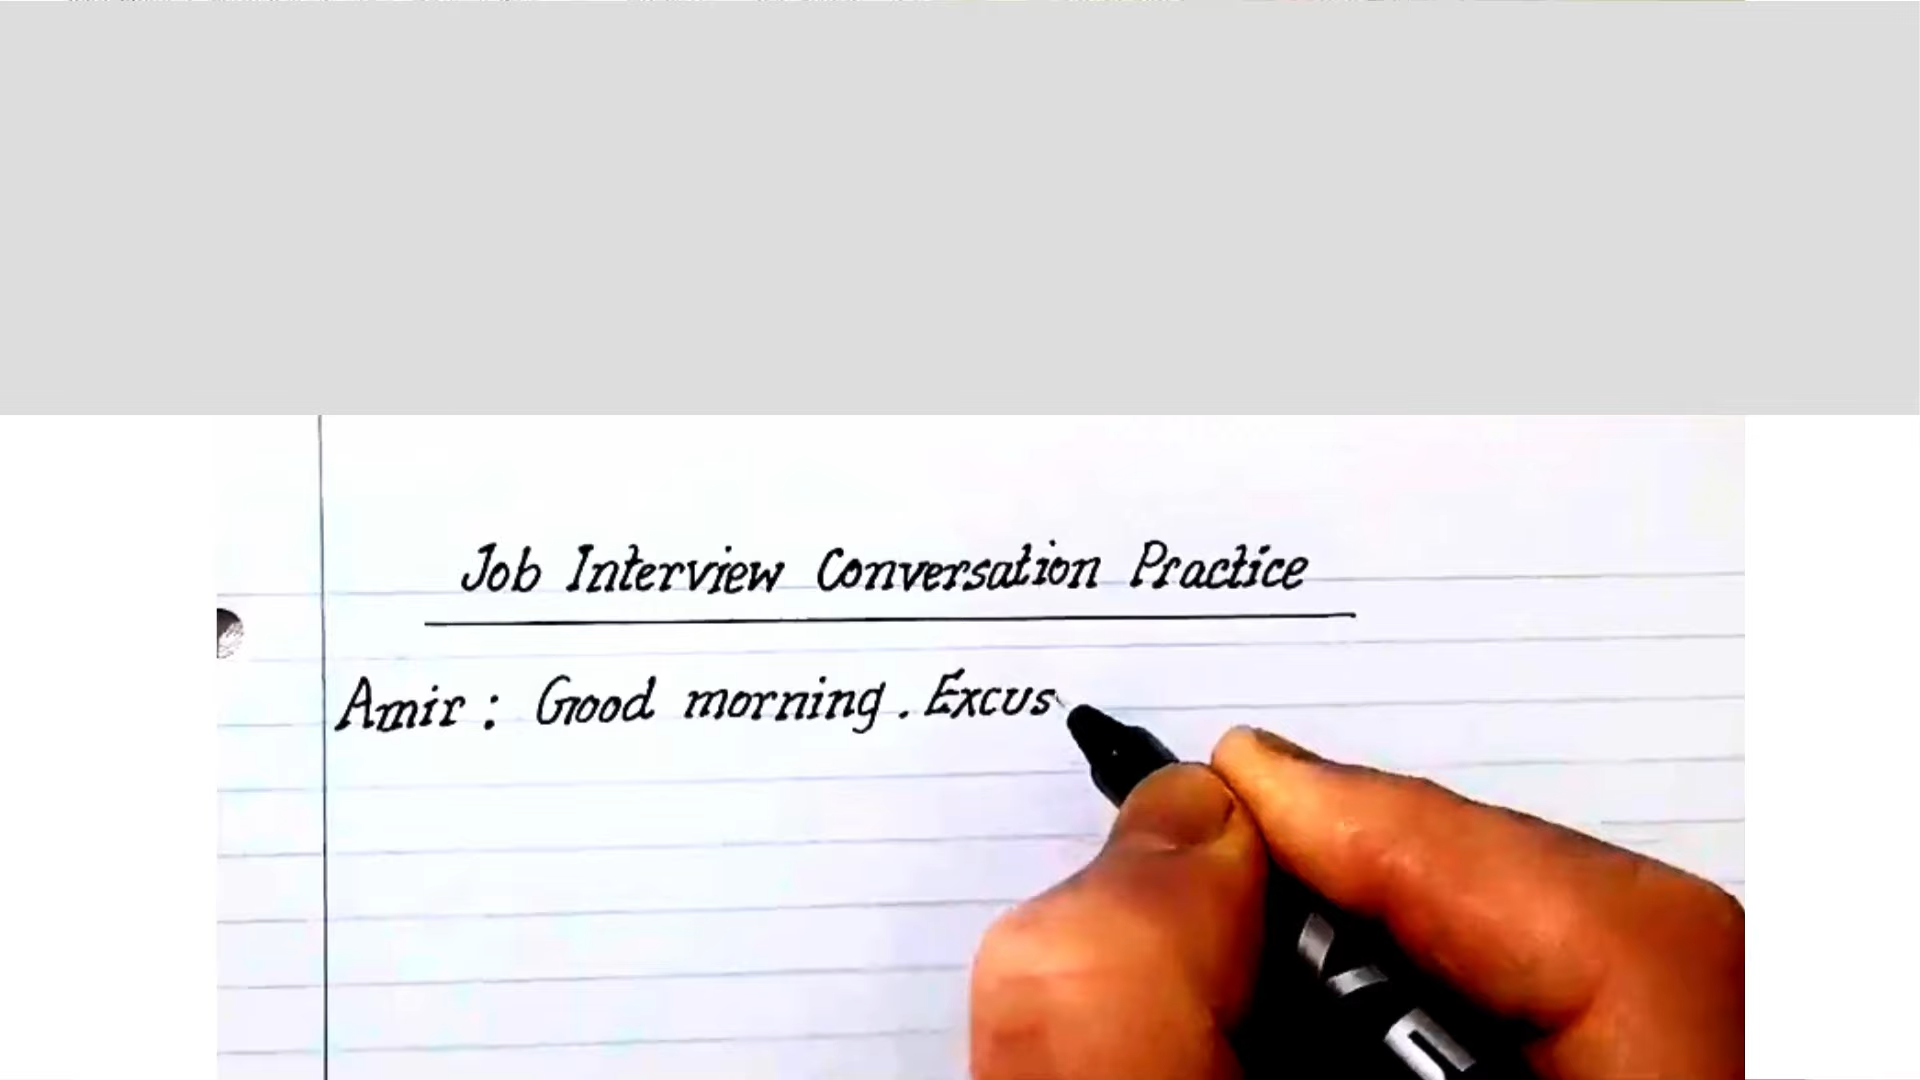 Job Interview Conversation Practice
Amir : Good morning. Excus